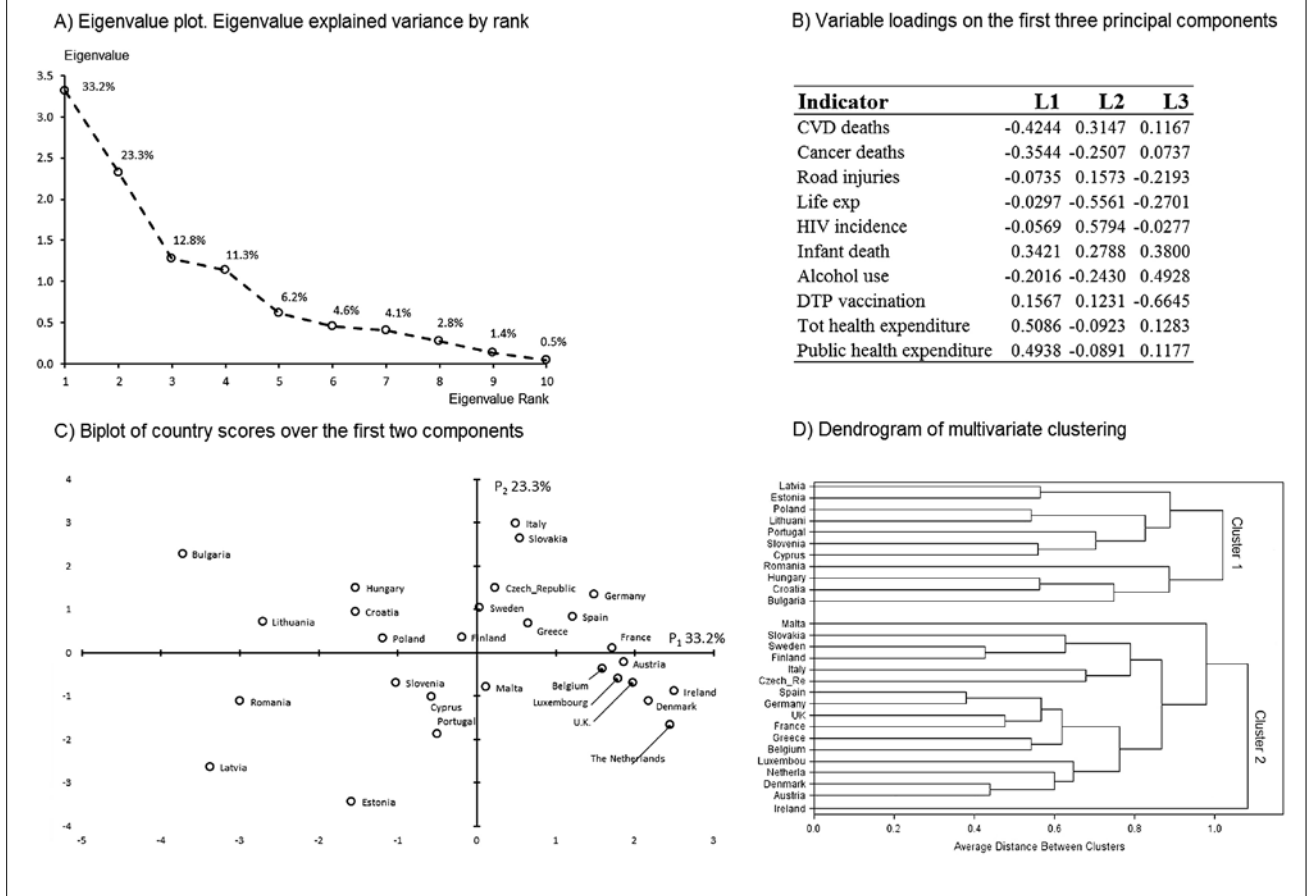 A) Eigenvalue plot. Eigenvalue explained variance by rank
Eigenvalue
3.5
3.0
2.5
2.0
1.5
1.0
0.5
0.0
33.2%
23.3%
12.8%
11.3%
6.2%
4.6%
4.1%
2.8%
1.4%
0.5%
1 2 3 4 5 6 7 8 9 10
Eigenvalue Rank
B) Variable loadings on the first three principal components
Indicator L1 L2 L3
CVD deaths -0.4244 0.3147 0.1167
Cancer deaths -0.3544 -0.2507 0.0737
Road injuries -0.0735 0.1573 -0.2193
Life exp -0.0297 -0.5561 -0.2701
HIV incidence -0.0569 0.5794 -0.0277
Infant death 0.3421 0.2788 0.3800
Alcohol use -0.2016 -0.2430 0.4928
DTP vaccination 0.1567 0.1231 -0.6645
Tot health expenditure 0.5086 -0.0923 0.1283
Public health expenditure 0.4938 -0.0891 0.1177
C) Biplot of country scores over the first two components
4
3
2
1
0
-1
-2
-3
-4
P2 23.3%
Italy
Slovakia
Bulgaria
Hungary
Czech_Republic
Germany
Croatia
Sweden
Spain
Lithuania
Greece
Poland
Finland
France
P1 33.2%
Austria
Slovenia
Malta
Belgium
Ireland
Romania
Cyprus
Luxembourg
Denmark
Portugal
U.K.
The Netherlands
Latvia
Estonia
-5 -4 -3 -2 -1 0 1 2 3
D) Dendrogram of multivariate clustering
Latvia
Estonia
Poland
Lithuani
Portugal
Slovenia
Cyprus
Romania
Hungary
Croatia
Bulgaria
Malta
Slovakia
Sweden
Finland
Italy
Czech_Re
Spain
Germany
UK
France
Greece
Belgium
Luxembou
Netherla
Denmark
Austria
Ireland
Cluster 1
Cluster 2
0.0 0.2 0.4 0.6 0.8 1.0
Average Distance Between Clusters